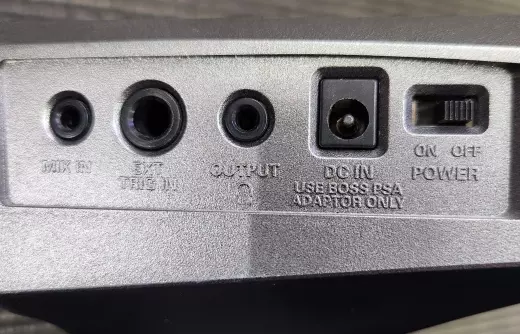 MIX IN
EXT
TRIG IN
OUTPUT
DC IN
USE BOSS PSA
ADAPTOR ONLY
ON OFF
POWER